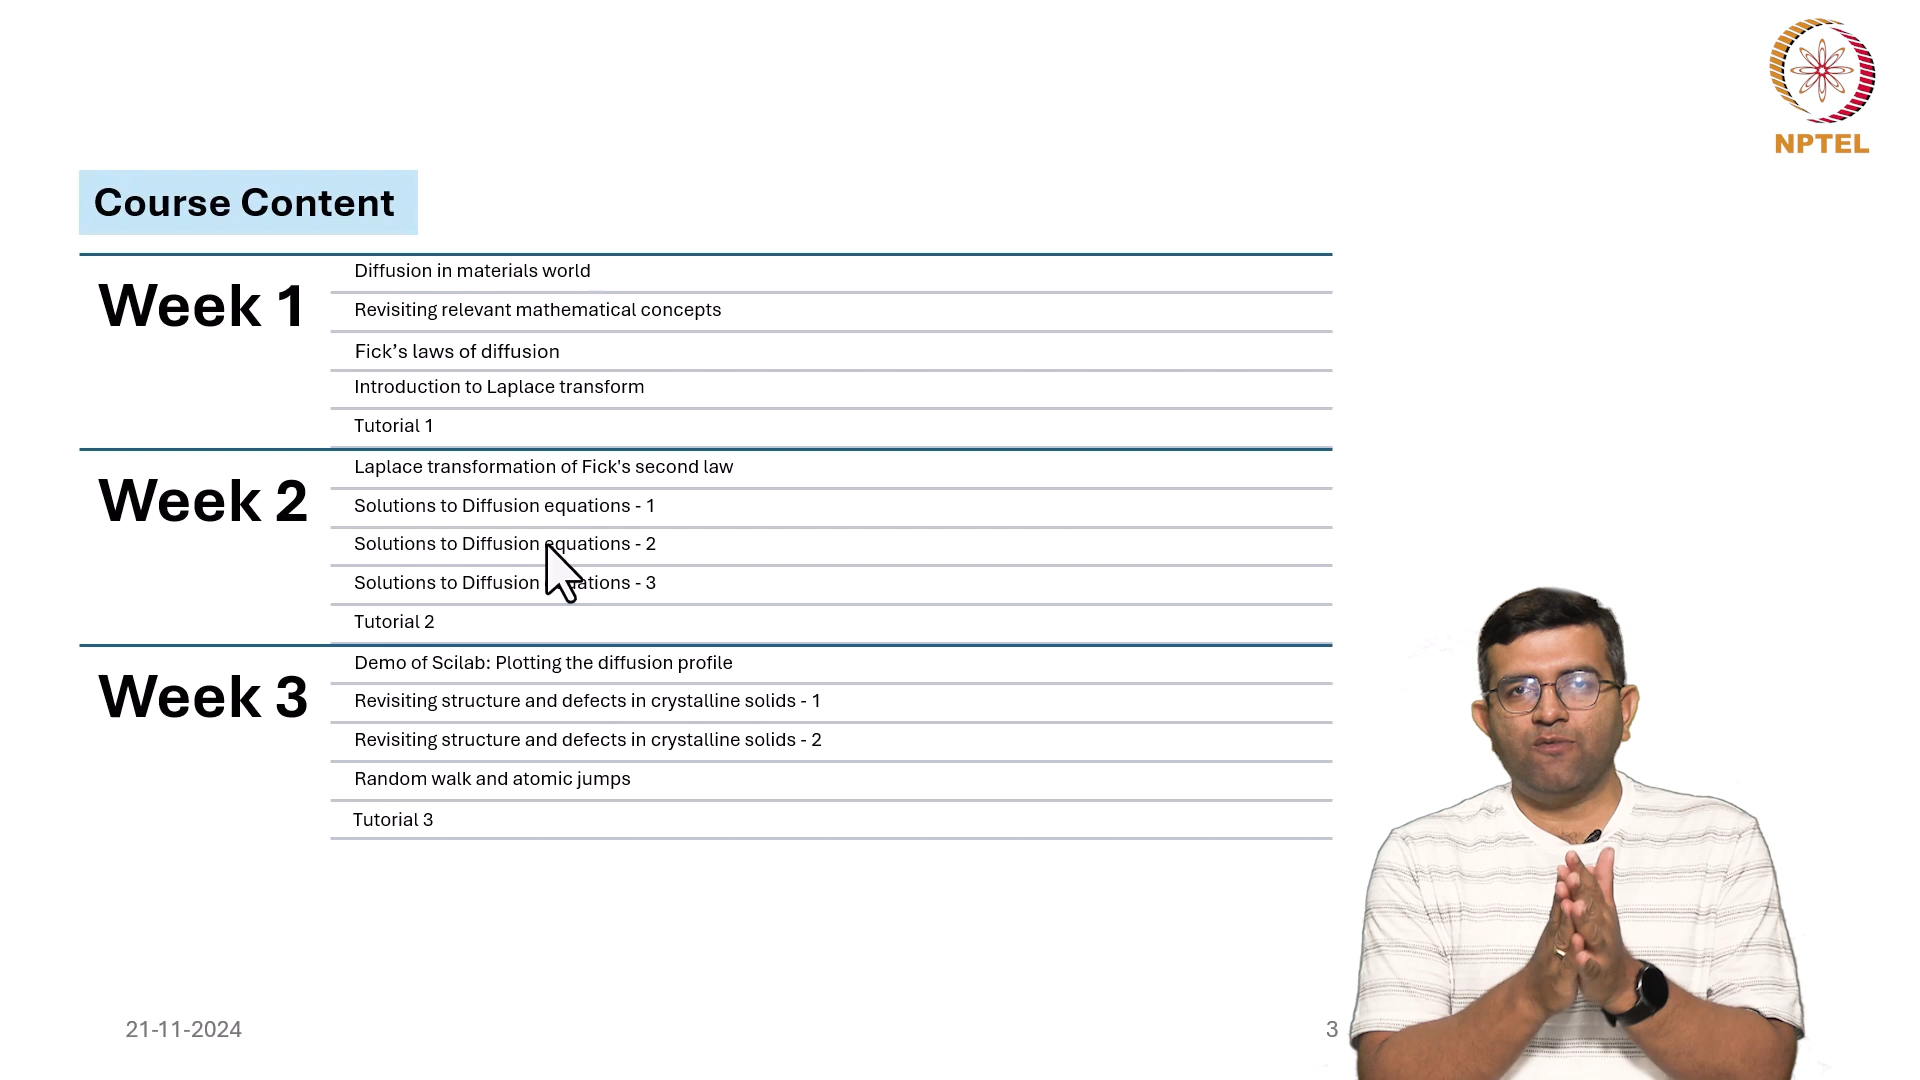 NPTEL
Course Content
Week 1
Diffusion in materials world
Revisiting relevant mathematical concepts
Fick’s laws of diffusion
Introduction to Laplace transform
Tutorial 1
Week 2
Laplace transformation of Fick's second law
Solutions to Diffusion equations - 1
Solutions to Diffusion equations - 2
Solutions to Diffusion equations - 3
Tutorial 2
Week 3
Demo of Scilab: Plotting the diffusion profile
Revisiting structure and defects in crystalline solids - 1
Revisiting structure and defects in crystalline solids - 2
Random walk and atomic jumps
Tutorial 3
21-11-2024
3